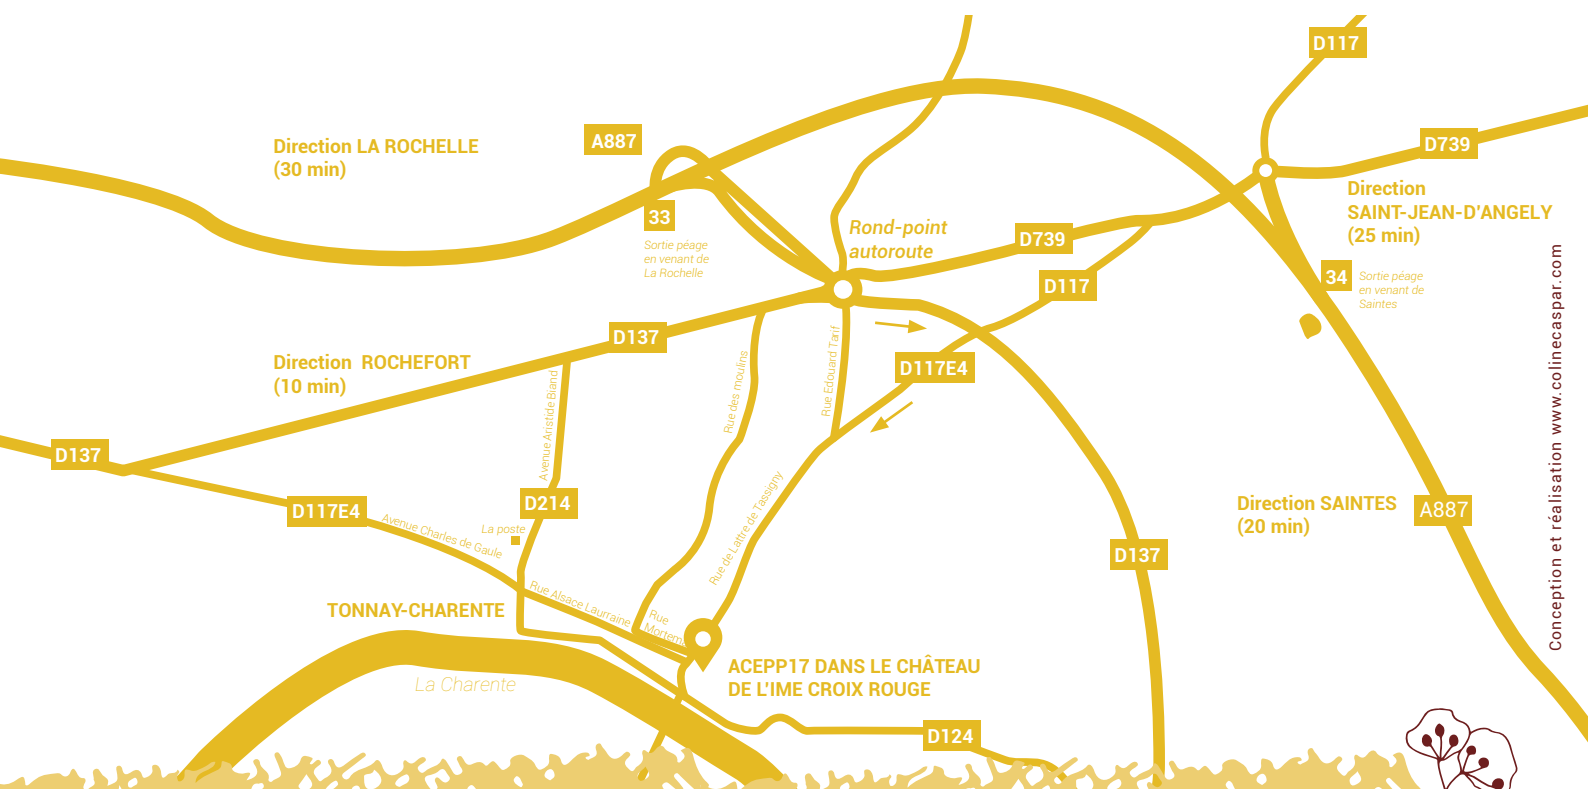 D117
A887
Direction LA ROCHELLE
(30 min)
D739
Direction
SAINT-JEAN-D'ANGELY
(25 min)
33
Sortie péage
en venant de
La Rochelle
Rond-point
autoroute
D739
D117
34
Sortie péage
en venant de
Saintes
D137
Direction ROCHEFORT
(10 min)
D117E4
Rue des moulins
Rue Edouard Tarif
Avenue Aristide Biand
D137
D117E4
Avenue Charles de Gaule
D214
La poste
Rue de Lattre de Tassigny
Direction SAINTES
(20 min)
A887
D137
TONNAY-CHARENTE
Rue Alsace Laurraine
Rue
La Charente
ACEPP17 DANS LE CHÂTEAU
DE L'IME CROIX ROUGE
D124
Conception et réalisation www.colinecaspar.com